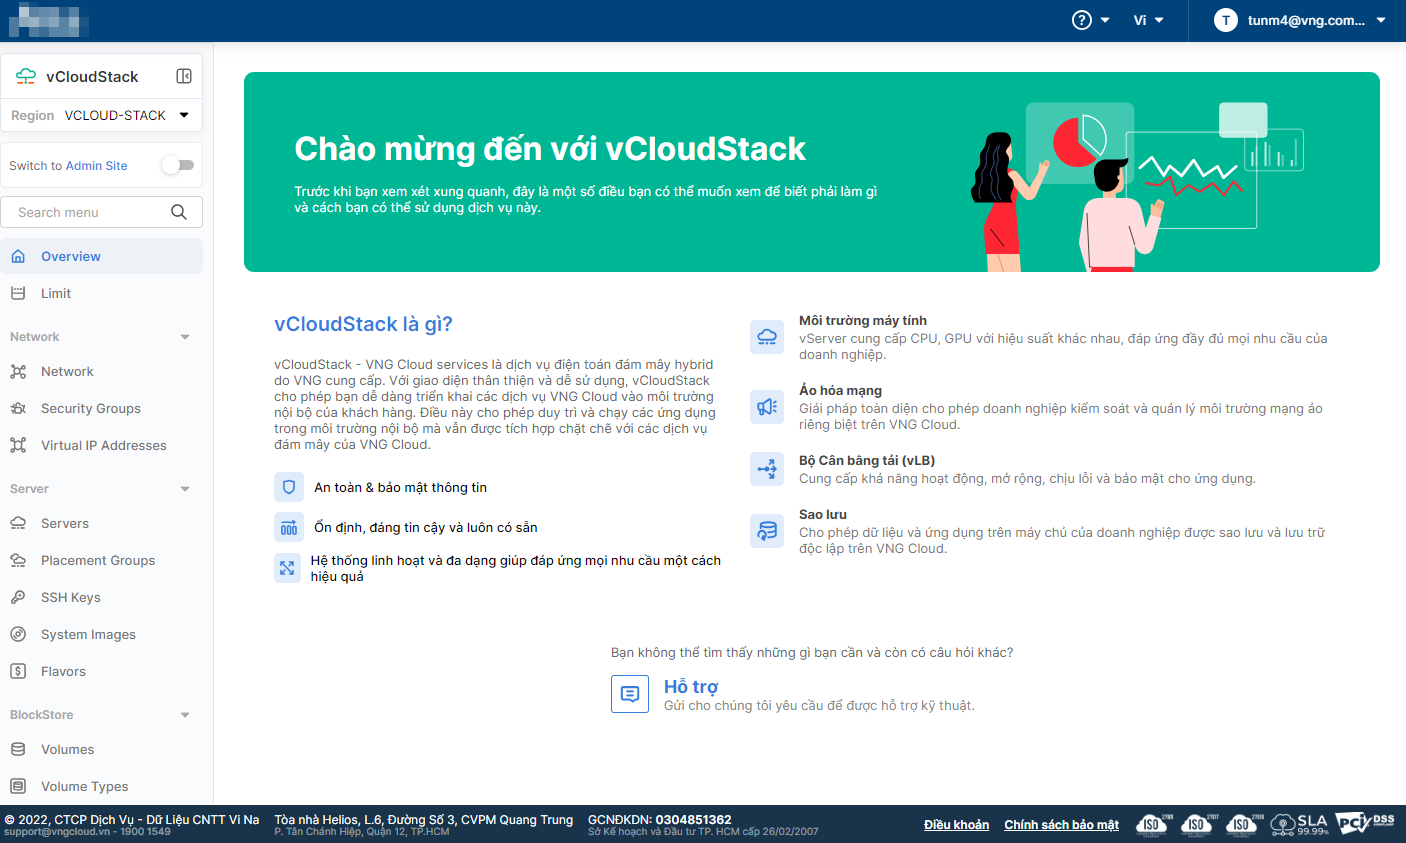 Vi
T
tunm4@vng.com...
vCloudStack
Region VCLOUD-STACK
Switch to Admin Site
Search menu
Overview
Limit
Network
Network
Security Groups
Virtual IP Addresses
Server
Servers
Placement Groups
SSH Keys
System Images
Flavors
BlockStore
Volumes
Volume Types
Chào mừng đến với vCloudStack
Trước khi bạn xem xét xung quanh, đây là một số điều bạn có thể muốn xem để biết phải làm gì
và cách bạn có thể sử dụng dịch vụ này.
vCloudStack là gì?
vCloudStack - VNG Cloud services là dịch vụ điện toán đám mây hybrid
do VNG cung cấp. Với giao diện thân thiện và dễ sử dụng, vCloudStack
cho phép bạn dễ dàng triển khai các dịch vụ VNG Cloud vào môi trường
nội bộ của khách hàng. Điều này cho phép duy trì và chạy các ứng dụng
trong môi trường nội bộ mà vẫn được tích hợp chặt chẽ với các dịch vụ
đám mây của VNG Cloud.
An toàn & bảo mật thông tin
Ổn định, đáng tin cậy và luôn có sẵn
Hệ thống linh hoạt và đa dạng giúp đáp ứng mọi nhu cầu một cách
hiệu quả
Môi trường máy tính
vServer cung cấp CPU, GPU với hiệu suất khác nhau, đáp ứng đầy đủ mọi nhu cầu của
doanh nghiệp.
Ảo hóa mạng
Giải pháp toàn diện cho phép doanh nghiệp kiểm soát và quản lý môi trường mạng ảo
riêng biệt trên VNG Cloud.
Bộ Cân bằng tải (vLB)
Cung cấp khả năng hoạt động, mở rộng, chịu lỗi và bảo mật cho ứng dụng.
Sao lưu
Cho phép dữ liệu và ứng dụng trên máy chủ của doanh nghiệp được sao lưu và lưu trữ
độc lập trên VNG Cloud.
Bạn không thể tìm thấy những gì bạn cần và còn có câu hỏi khác?
Hỗ trợ
Gửi cho chúng tôi yêu cầu để được hỗ trợ kỹ thuật.
© 2022, CTCP Dịch Vụ - Dữ Liệu CNTT Vi Na
support@vngcloud.vn - 1900 1549
Tòa nhà Helios, L.6, Đường Số 3, CVPM Quang Trung
P. Tân Chánh Hiệp, Quận 12, TP.HCM
GCNĐKDN: 0304851362
Sở Kế hoạch và Đầu tư TP. HCM cấp 26/02/2007
Điều khoản
Chính sách bảo mật
ISO
ISO
ISO
SLA
99.99%
PCI DSS